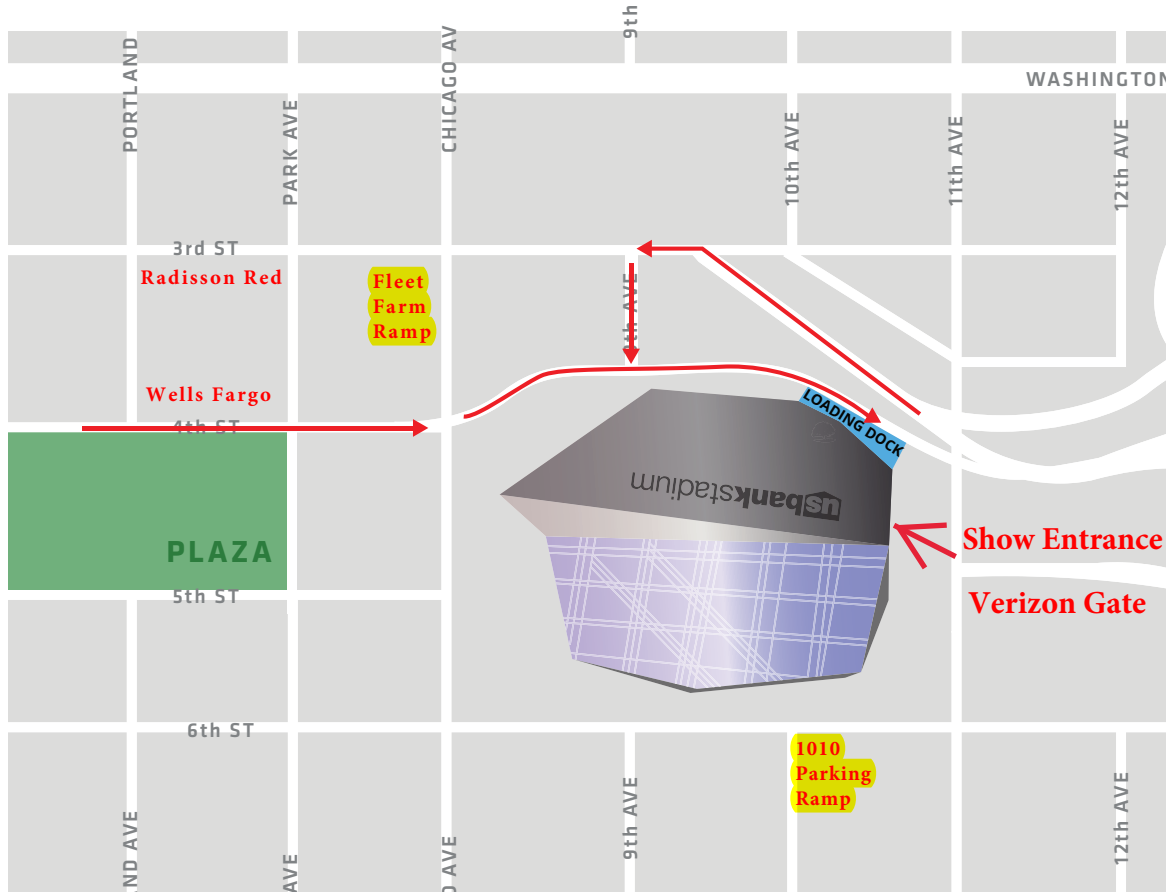 9th
WASHINGTON
PORTLAND
PARK AVE
CHICAGO AV
10th AVE
11th AVE
12th AVE
3rd ST
Radisson Red
Fleet
Farm
Ramp
9th AVE
Wells Fargo
4th ST
LOADING DOCK
usbankstadium
PLAZA
Show Entrance
Verizon Gate
5th ST
6th ST
1010
Parking
Ramp
ND AVE
AVE
O AVE
9th AVE
12th AVE